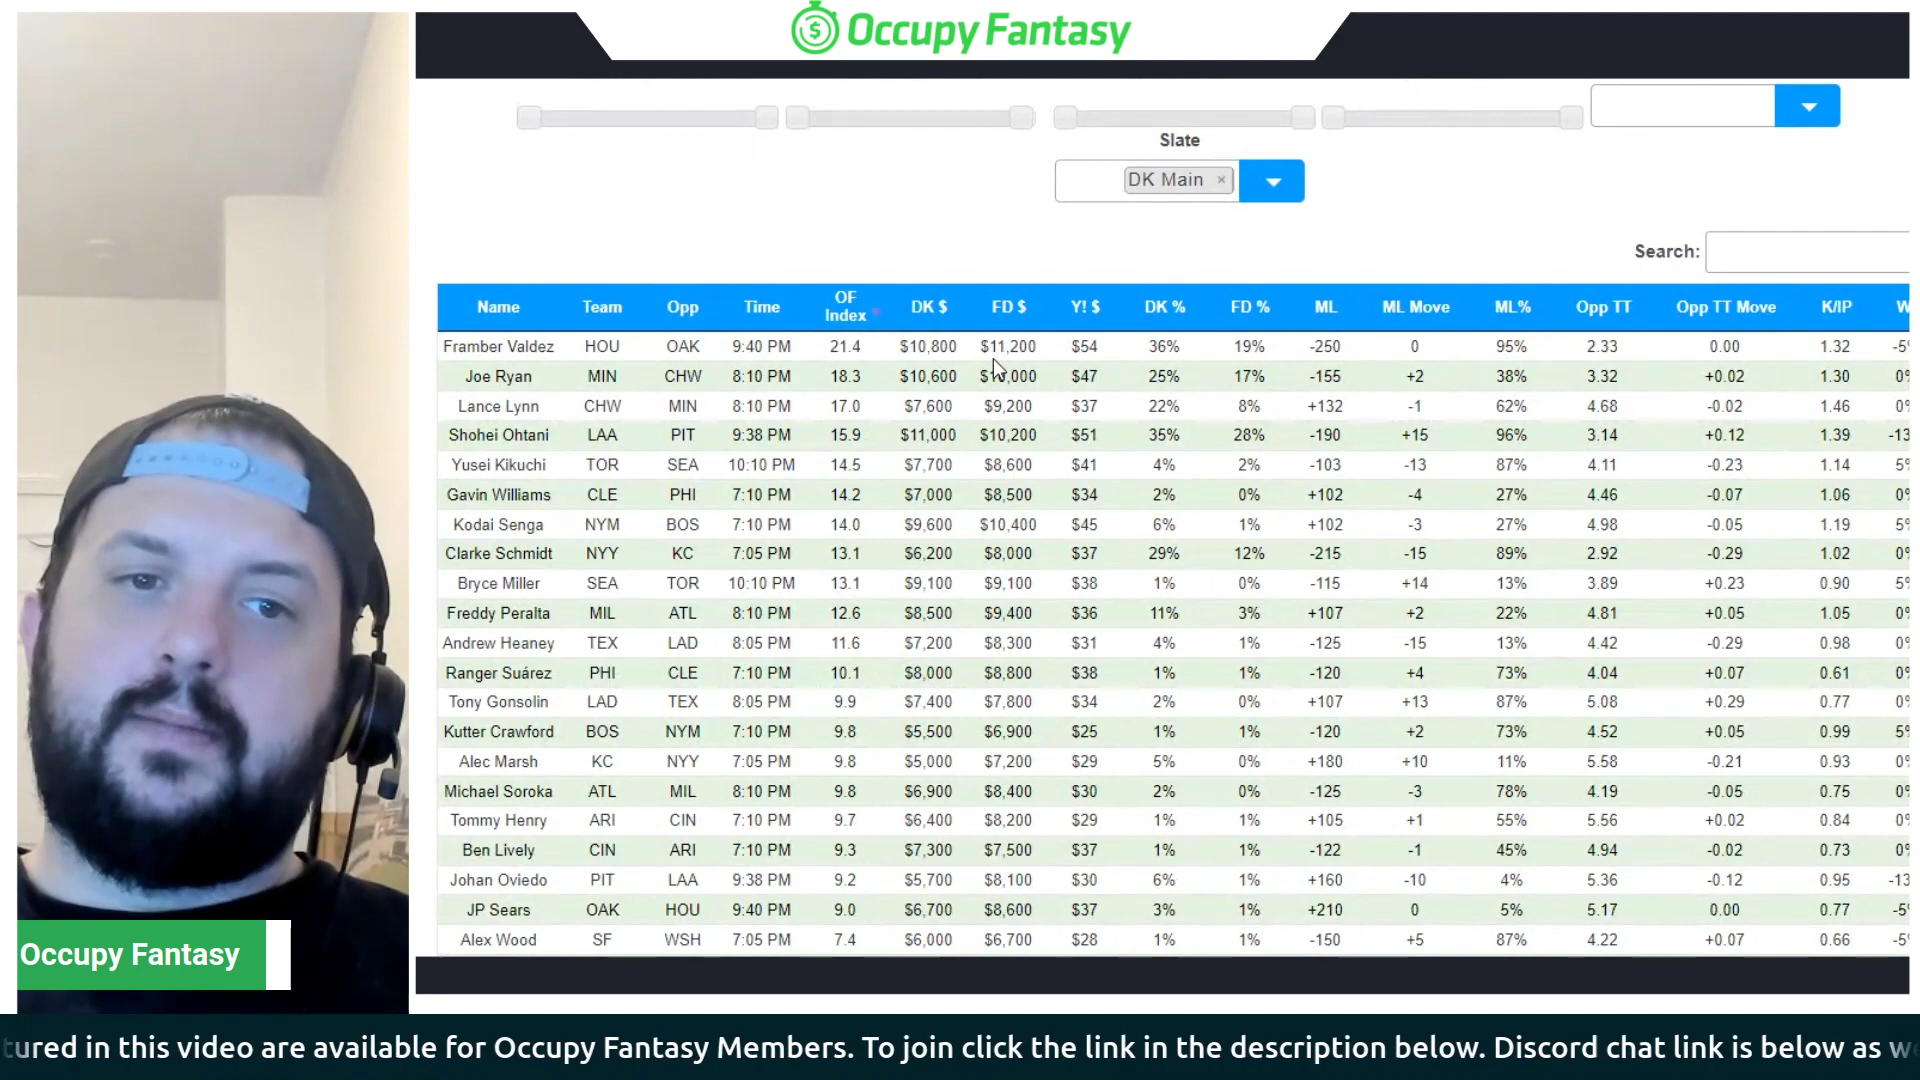 Occupy Fantasy
Slate
DK Main ×
Search:
Name Team Opp Time OF Index DK $ FD $ Y! $ DK % FD % ML ML Move ML% Opp TT Opp TT Move K/IP W
Framber Valdez HOU OAK 9:40 PM 21.4 $10,800 $11,200 $54 36% 19% -250 0 95% 2.33 0.00 1.32 -5%
Joe Ryan MIN CHW 8:10 PM 18.3 $10,600 $10,000 $47 25% 17% -155 +2 38% 3.32 +0.02 1.30 0%
Lance Lynn CHW MIN 8:10 PM 17.0 $7,600 $9,200 $37 22% 8% +132 -1 62% 4.68 -0.02 1.46 0%
Shohei Ohtani LAA PIT 9:38 PM 15.9 $11,000 $10,200 $51 35% 28% -190 +15 96% 3.14 +0.12 1.39 -13
Yusei Kikuchi TOR SEA 10:10 PM 14.5 $7,700 $8,600 $41 4% 2% -103 -13 87% 4.11 -0.23 1.14 5%
Gavin Williams CLE PHI 7:10 PM 14.2 $7,000 $8,500 $34 2% 0% +102 -4 27% 4.46 -0.07 1.06 0%
Kodai Senga NYM BOS 7:10 PM 14.0 $9,600 $10,400 $45 6% 1% +102 -3 27% 4.98 -0.05 1.19 5%
Clarke Schmidt NYY KC 7:05 PM 13.1 $6,200 $8,000 $37 29% 12% -215 -15 89% 2.92 -0.29 1.02 0%
Bryce Miller SEA TOR 10:10 PM 13.1 $9,100 $9,100 $38 1% 0% -115 +14 13% 3.89 +0.23 0.90 5%
Freddy Peralta MIL ATL 8:10 PM 12.6 $8,500 $9,400 $36 11% 3% +107 +2 22% 4.81 +0.05 1.05 0%
Andrew Heaney TEX LAD 8:05 PM 11.6 $7,200 $8,300 $31 4% 1% -125 -15 13% 4.42 -0.29 0.98 0%
Ranger Suárez PHI CLE 7:10 PM 10.1 $8,000 $8,800 $38 1% 1% -120 +4 73% 4.04 +0.07 0.61 0%
Tony Gonsolin LAD TEX 8:05 PM 9.9 $7,400 $7,800 $34 2% 0% +107 +13 87% 5.08 +0.29 0.77 0%
Kutter Crawford BOS NYM 7:10 PM 9.8 $5,500 $6,900 $25 1% 1% -120 +2 73% 4.52 +0.05 0.99 5%
Alec Marsh KC NYY 7:05 PM 9.8 $5,000 $7,200 $29 5% 0% +180 +10 11% 5.58 -0.21 0.93 0%
Michael Soroka ATL MIL 8:10 PM 9.8 $6,900 $8,400 $30 2% 0% -125 -3 78% 4.19 -0.05 0.75 0%
Tommy Henry ARI CIN 7:10 PM 9.7 $6,400 $8,200 $29 1% 1% +105 +1 55% 5.56 +0.02 0.84 0%
Ben Lively CIN ARI 7:10 PM 9.3 $7,300 $7,500 $37 1% 1% -122 -1 45% 4.94 -0.02 0.73 0%
Johan Oviedo PIT LAA 9:38 PM 9.2 $5,700 $8,100 $30 6% 1% +160 -10 4% 5.36 -0.12 0.95 -13
JP Sears OAK HOU 9:40 PM 9.0 $6,700 $8,600 $37 3% 1% +210 0 5% 5.17 0.00 0.77 -5%
Alex Wood SF WSH 7:05 PM 7.4 $6,000 $6,700 $28 1% 1% -150 +5 87% 4.22 +0.07 0.66 -5%
Occupy Fantasy
tured in this video are available for Occupy Fantasy Members. To join click the link in the description below. Discord chat link is below as we